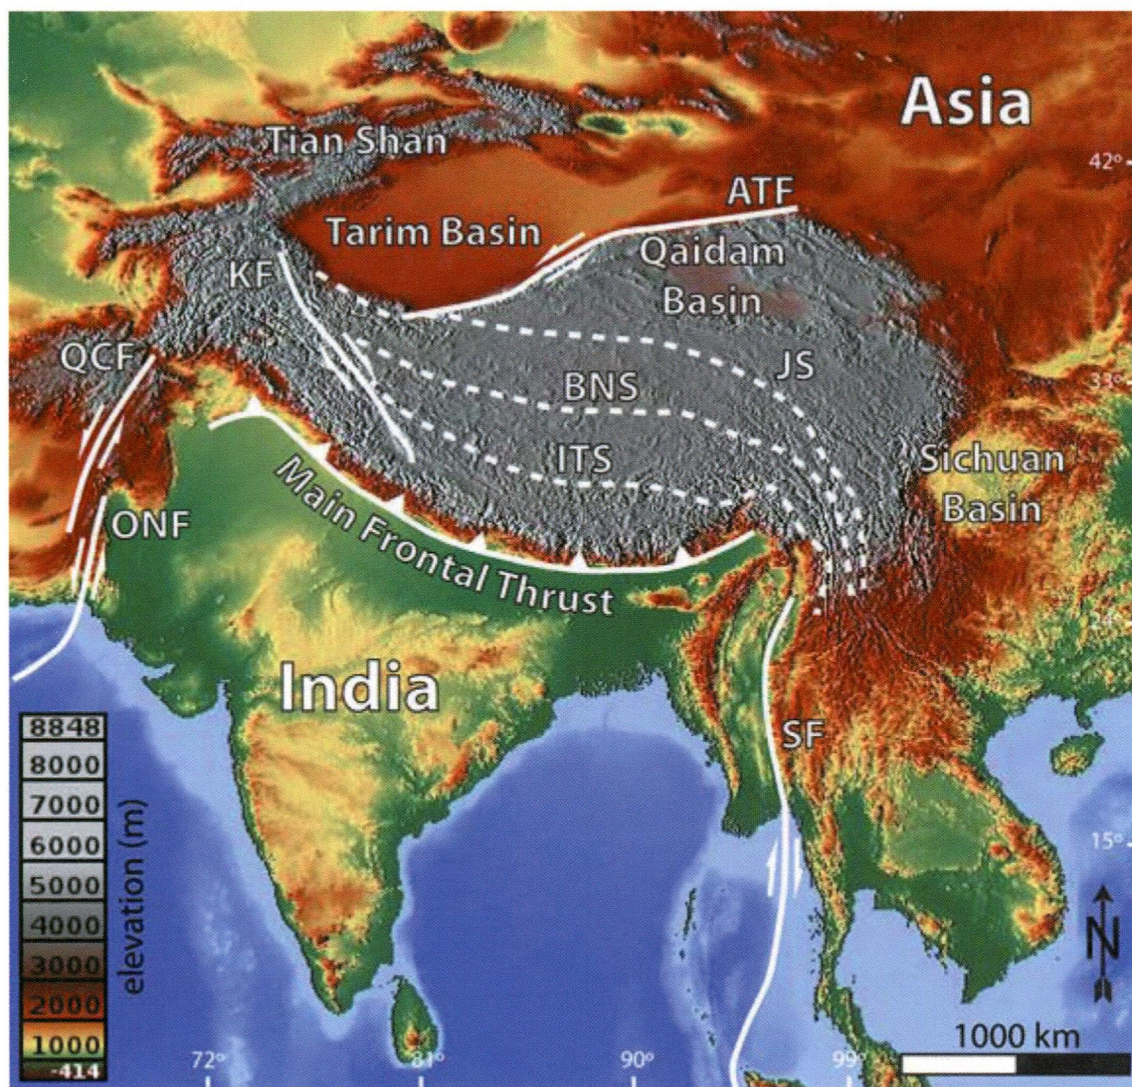 Asia
Tian Shan
42°
ATF
Tarim Basin
Qaidam
Basin
KF
QCF
JS
33°
BNS
ITS
Sichuan
Basin
Main Frontal Thrust
ONF
24°
India
SF
8848
8000
7000
6000
5000
4000
3000
2000
1000
-414
elevation (m)
15°
N
1000 km
72°
81°
90°
99°